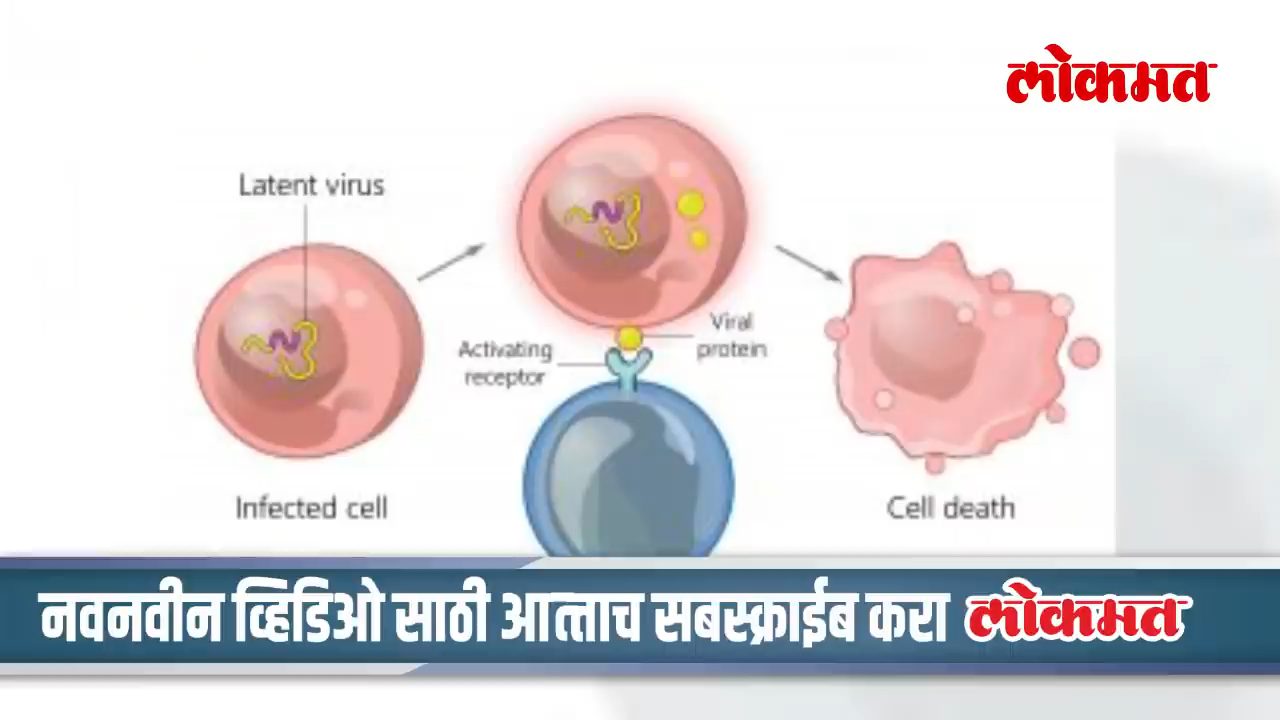 लोकमत
Latent virus
Viral
protein
Activating
receptor
Infected cell
Cell death
नवनवीन व्हिडिओ साठी आत्ताच सबस्क्राईब करा लोकमत